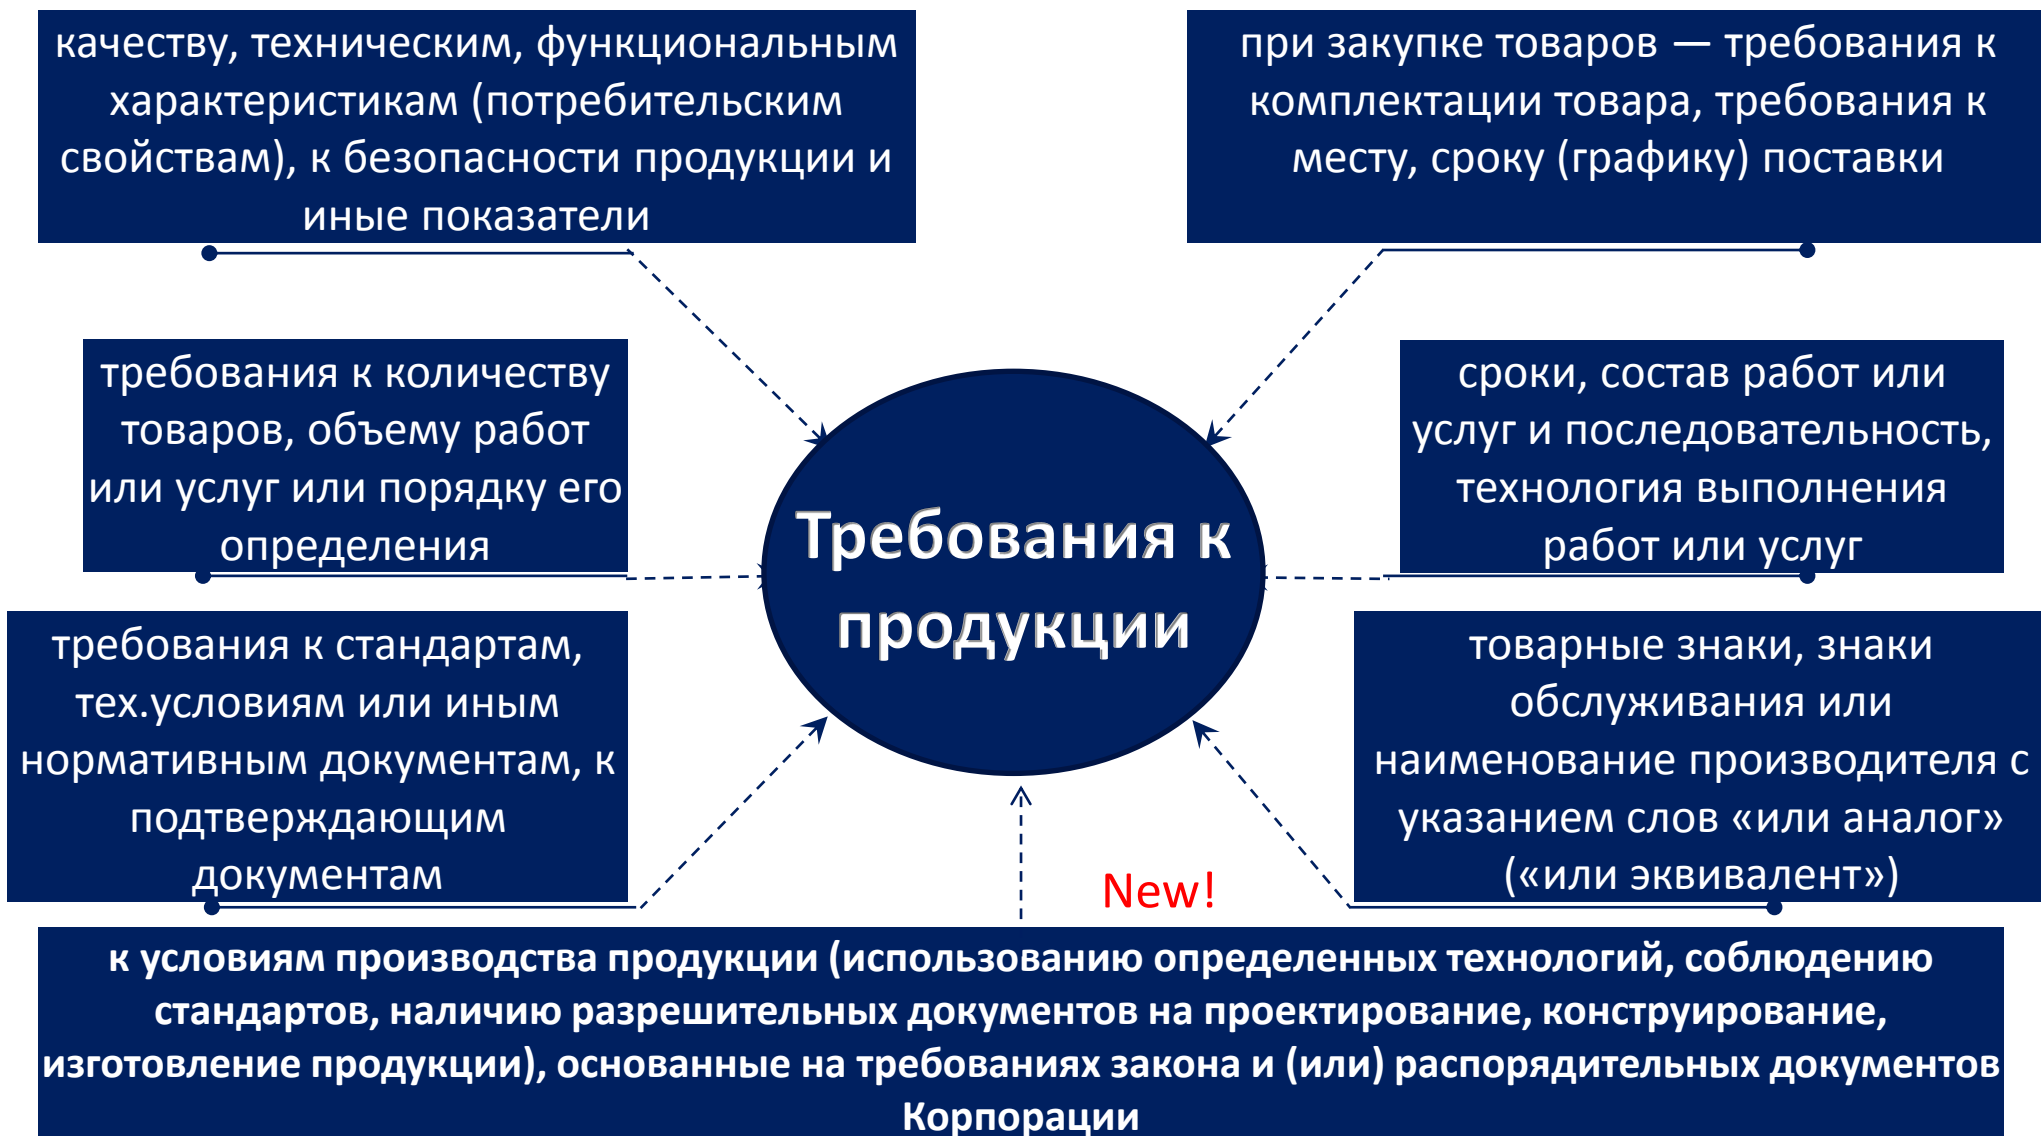 качеству, техническим, функциональным
характеристикам (потребительским
свойствам), к безопасности продукции и
иные показатели
при закупке товаров — требования к
комплектации товара, требования к
месту, сроку (графику) поставки
требования к количеству
товаров, объему работ
или услуг или порядку его
определения
сроки, состав работ или
услуг и последовательность,
технология выполнения
работ или услуг
Требования к
продукции
требования к стандартам,
тех.условиям или иным
нормативным документам, к
подтверждающим
документам
товарные знаки, знаки
обслуживания или
наименование производителя с
указанием слов «или аналог»
(«или эквивалент»)
New!
к условиям производства продукции (использованию определенных технологий, соблюдению
стандартов, наличию разрешительных документов на проектирование, конструирование,
изготовление продукции), основанные на требованиях закона и (или) распорядительных документов
Корпорации